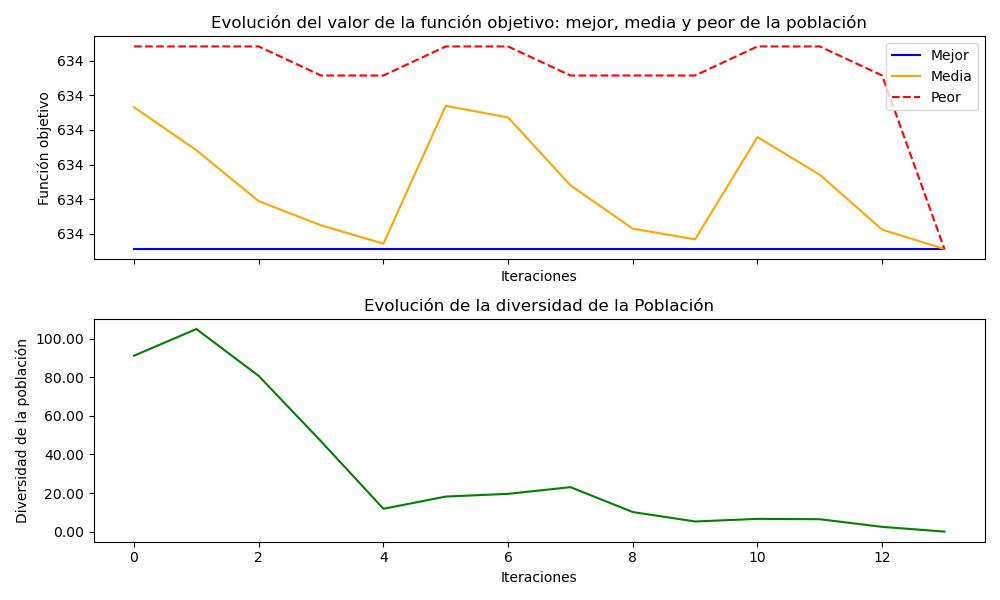 Evolución del valor de la función objetivo: mejor, media y peor de la población
Función objetivo
634
634
634
634
634
634
Mejor
Media
Peor
Iteraciones
Evolución de la diversidad de la Población
Diversidad de la población
100.00
80.00
60.00
40.00
20.00
0.00
0 2 4 6 8 10 12
Iteraciones